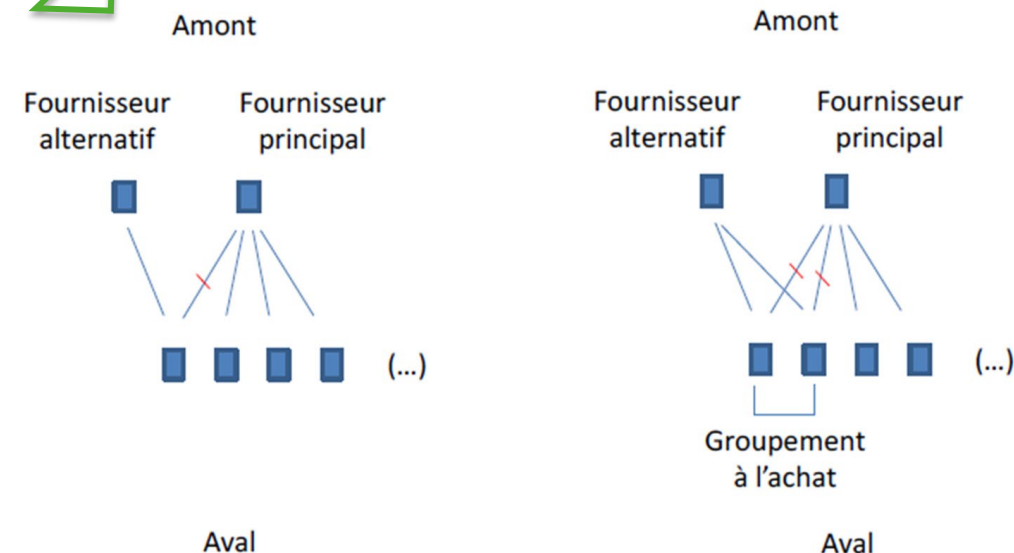 Amont
Fournisseur
alternatif
Fournisseur
principal
(...)
Aval
Amont
Fournisseur
alternatif
Fournisseur
principal
(...)
Groupement
à l'achat
Aval